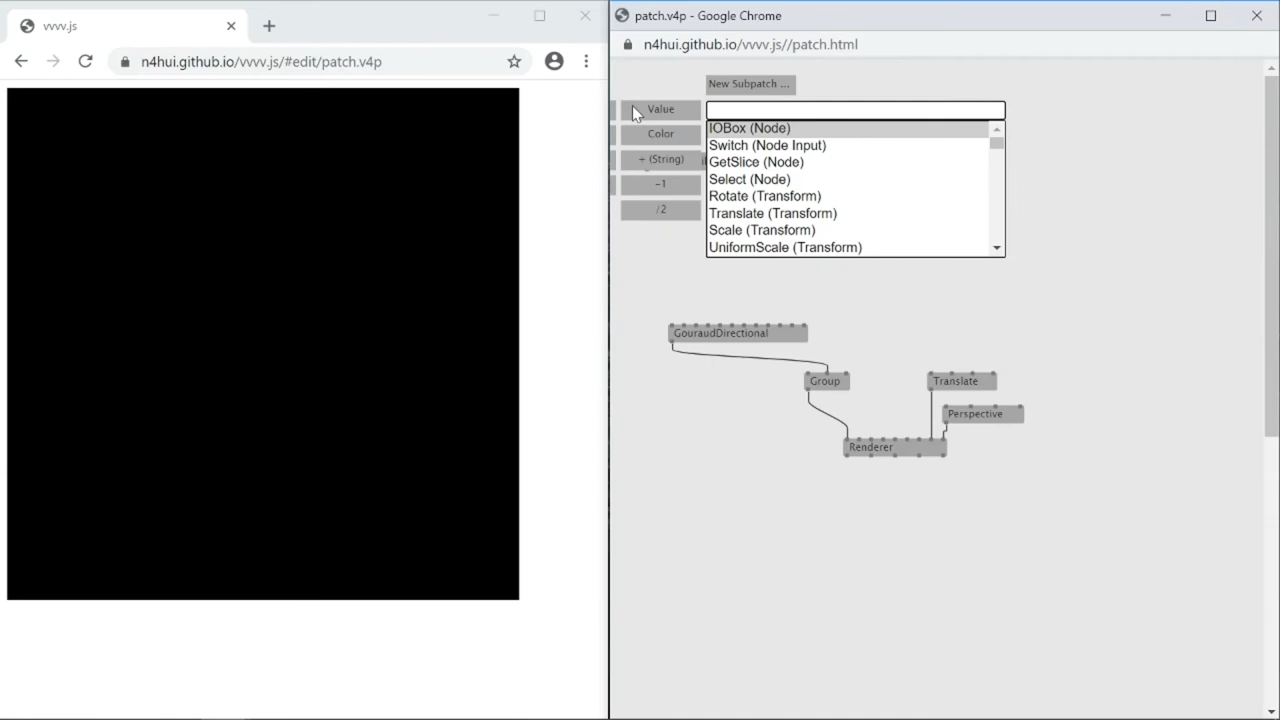 vvvv.js
n4hui.github.io/vvvv.js/#edit/patch.v4p
patch.v4p - Google Chrome
n4hui.github.io/vvvv.js//patch.html
New Subpatch ...
Value
Color
+ (String)
-1
/2
IOBox (Node)
Switch (Node Input)
GetSlice (Node)
Select (Node)
Rotate (Transform)
Translate (Transform)
Scale (Transform)
UniformScale (Transform)
GouraudDirectional
Group
Translate
Perspective
Renderer